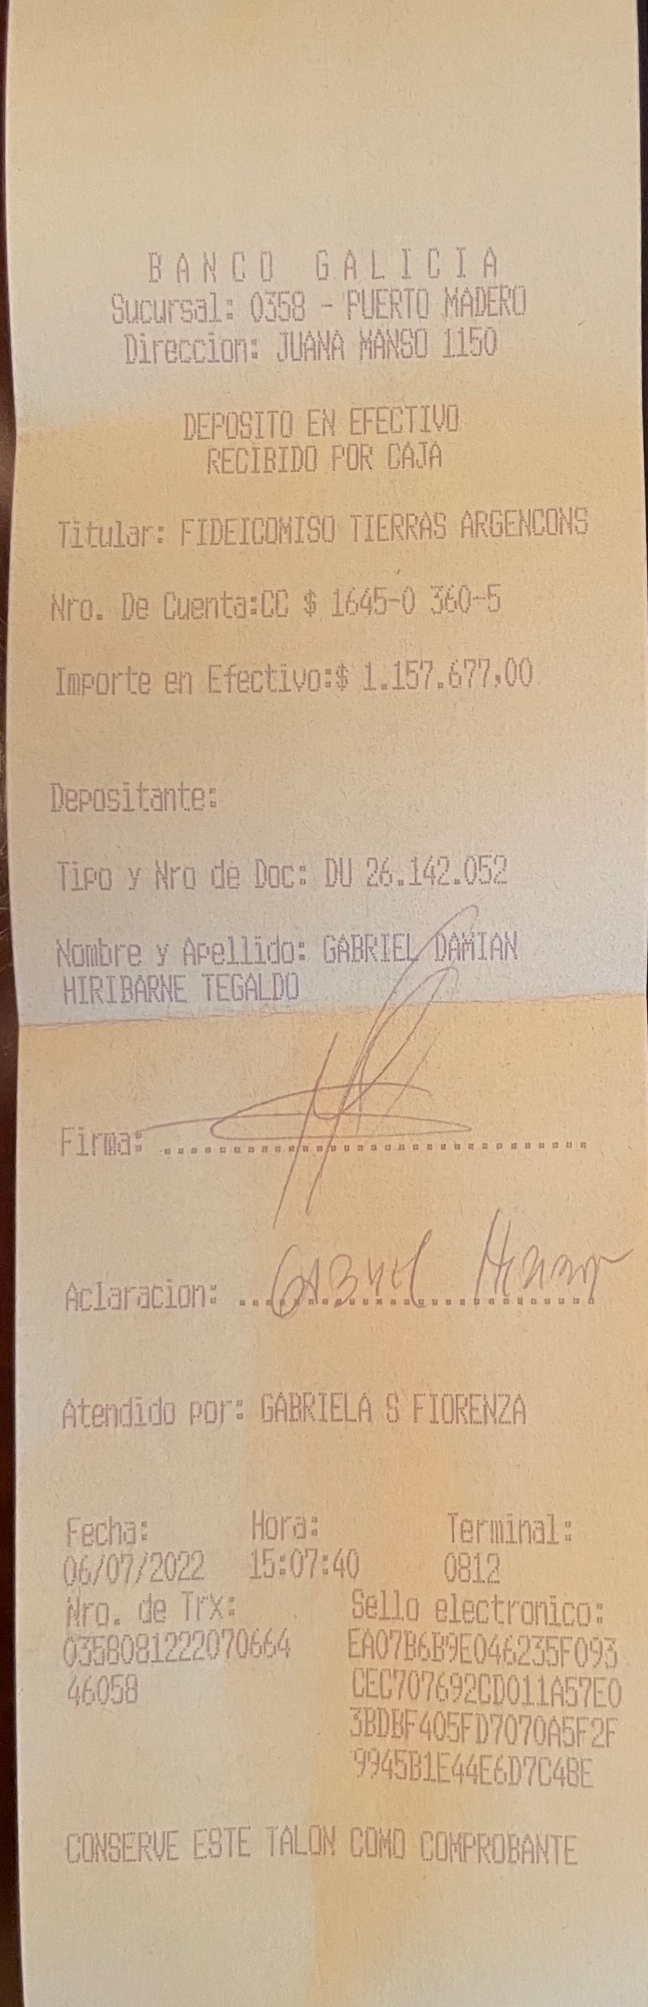 BANCO GALICIA
Sucursal: 0358 - PUERTO MADERO
Direccion: JUANA MANSO 1150
DEPOSITO EN EFECTIVO
RECIBIDO POR CAJA
Titular: FIDEICOMISO TIERRAS ARGENCONS
Nro. De Cuenta:CC $ 1645-0 360-5
Importe en Efectivo:$ 1.157.677,00
Depositante:
Tipo y Nro de Doc: DU 26.142.052
Nombre y Apellido: GABRIEL DAMIAN
HIRIBARNE TEGALDO
Firma:
Aclaracion: GABRIEL
Atendido por: GABRIELA S FIORENZA
Fecha: Hora: Terminal:
06/07/2022 15:07:40 0812
Nro. de Trx: Sello electronico:
0358081222070664 EA07B6B9E046235F093
46058 CEC707692CD011A57E0
3BDBF405FD7070A5F2F
9945B1E44E6D7C48E
CONSERVE ESTE TALON COMO COMPROBANTE